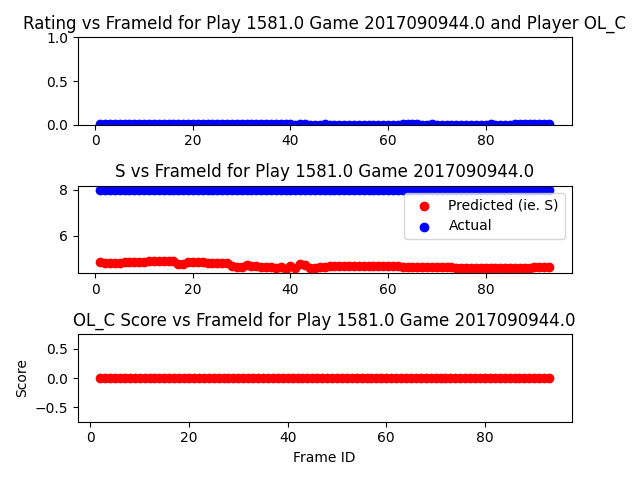 Rating vs FrameId for Play 1581.0 Game 2017090944.0 and Player OL_C
1.0
0.5
0.0
0 20 40 60 80
S vs FrameId for Play 1581.0 Game 2017090944.0
8
6
Predicted (ie. S)
Actual
0 20 40 60 80
OL_C Score vs FrameId for Play 1581.0 Game 2017090944.0
0.5
0.0
−0.5
Score
0 20 40 60 80
Frame ID